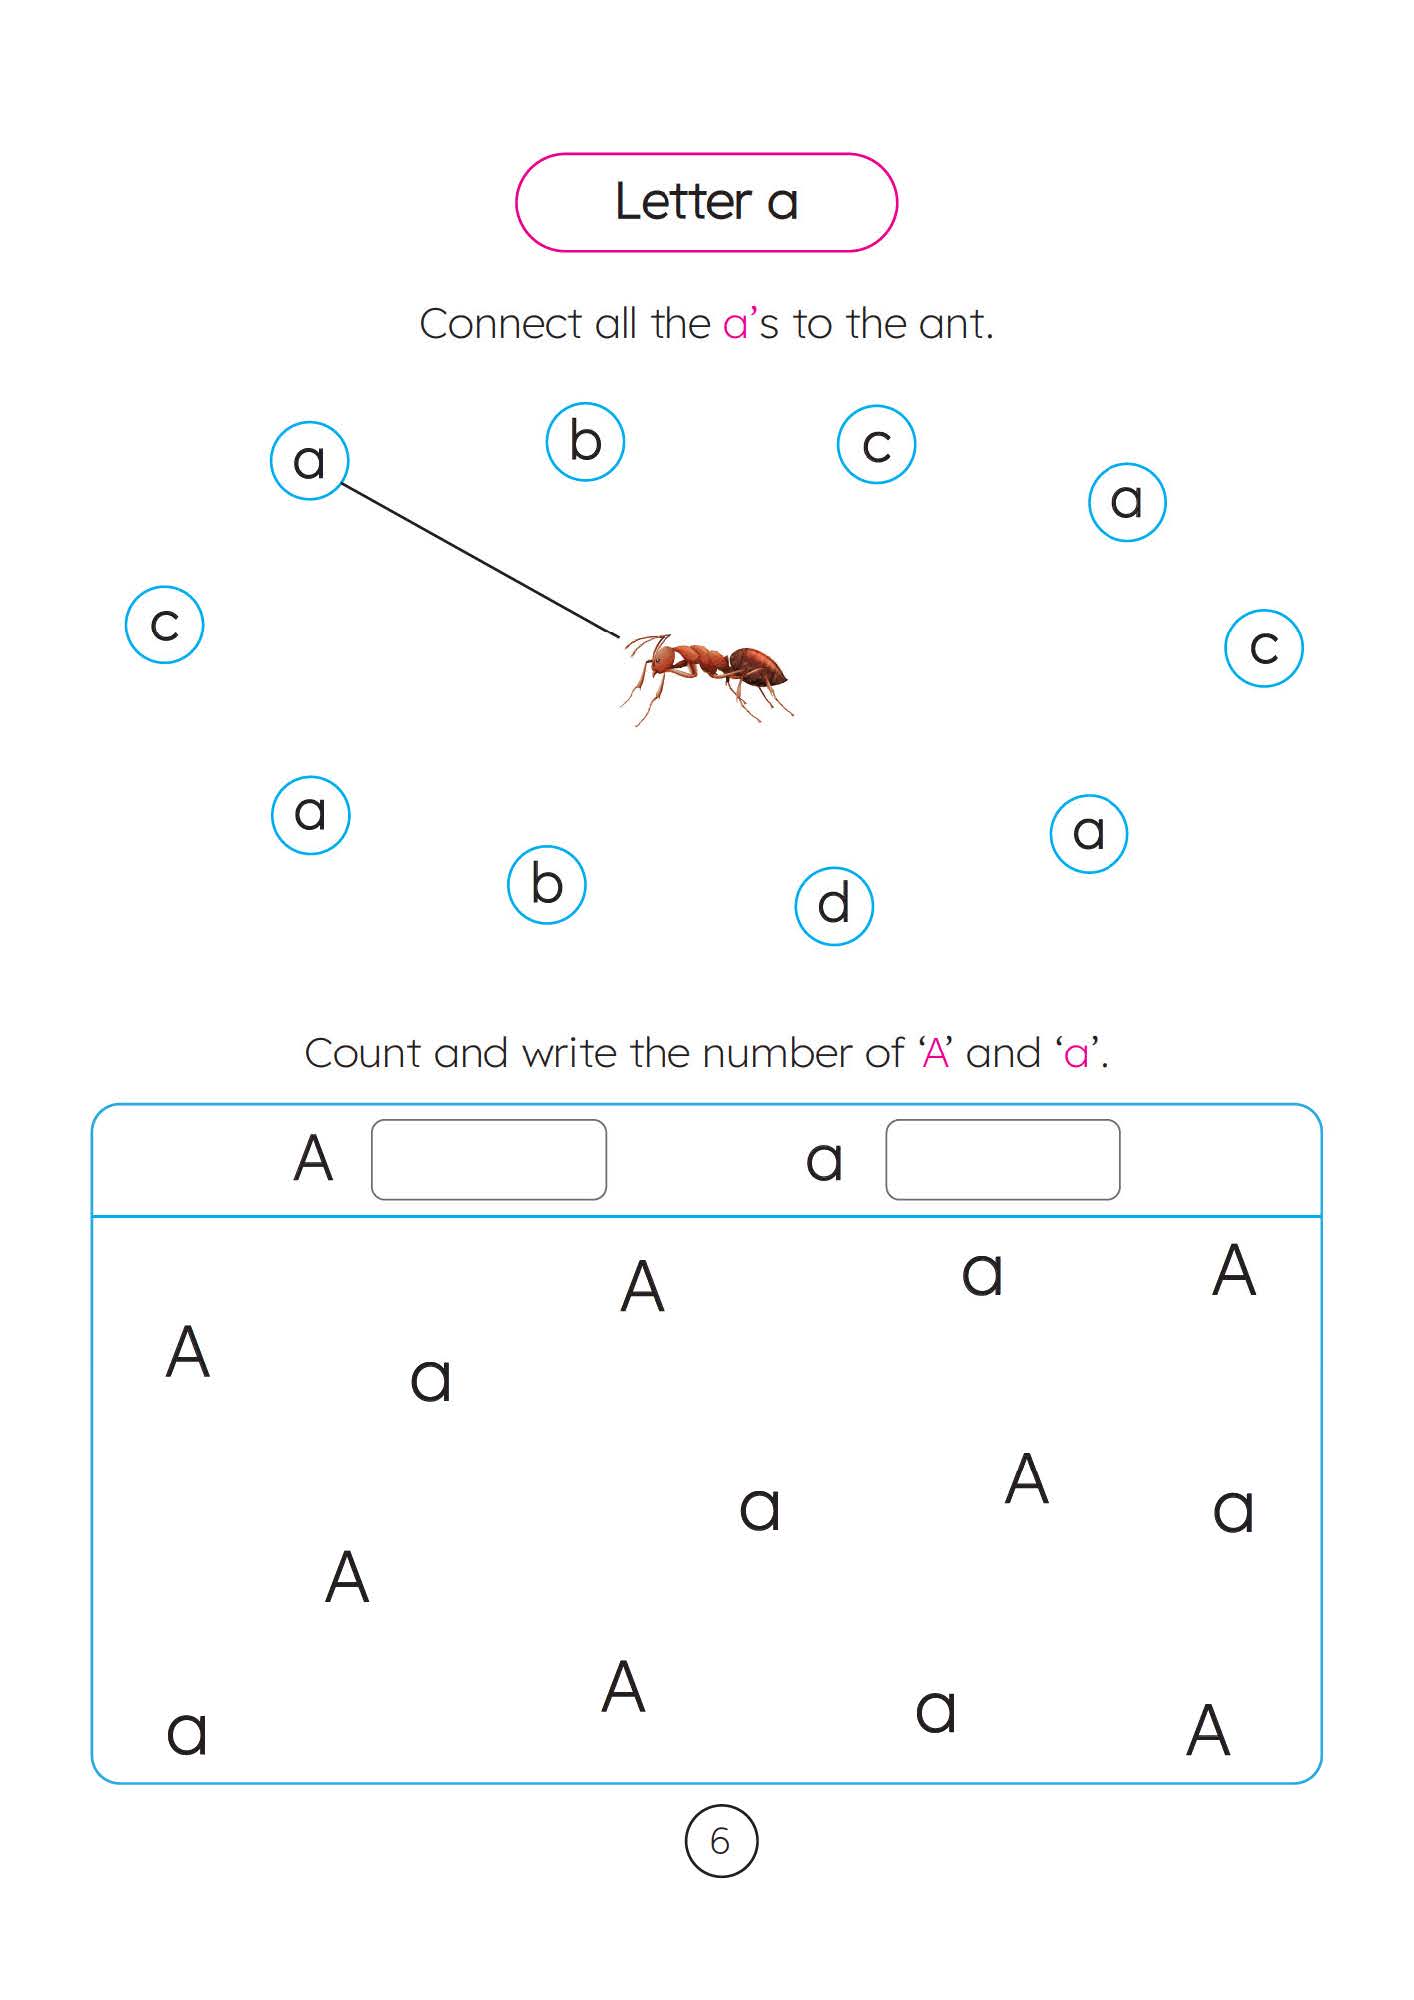 Letter a
Connect all the a’s to the ant.
a b c a
c c
a a
b d
Count and write the number of ‘A’ and ‘a’.
A a
A a A
A a
A
a a
A
A a A
a
6